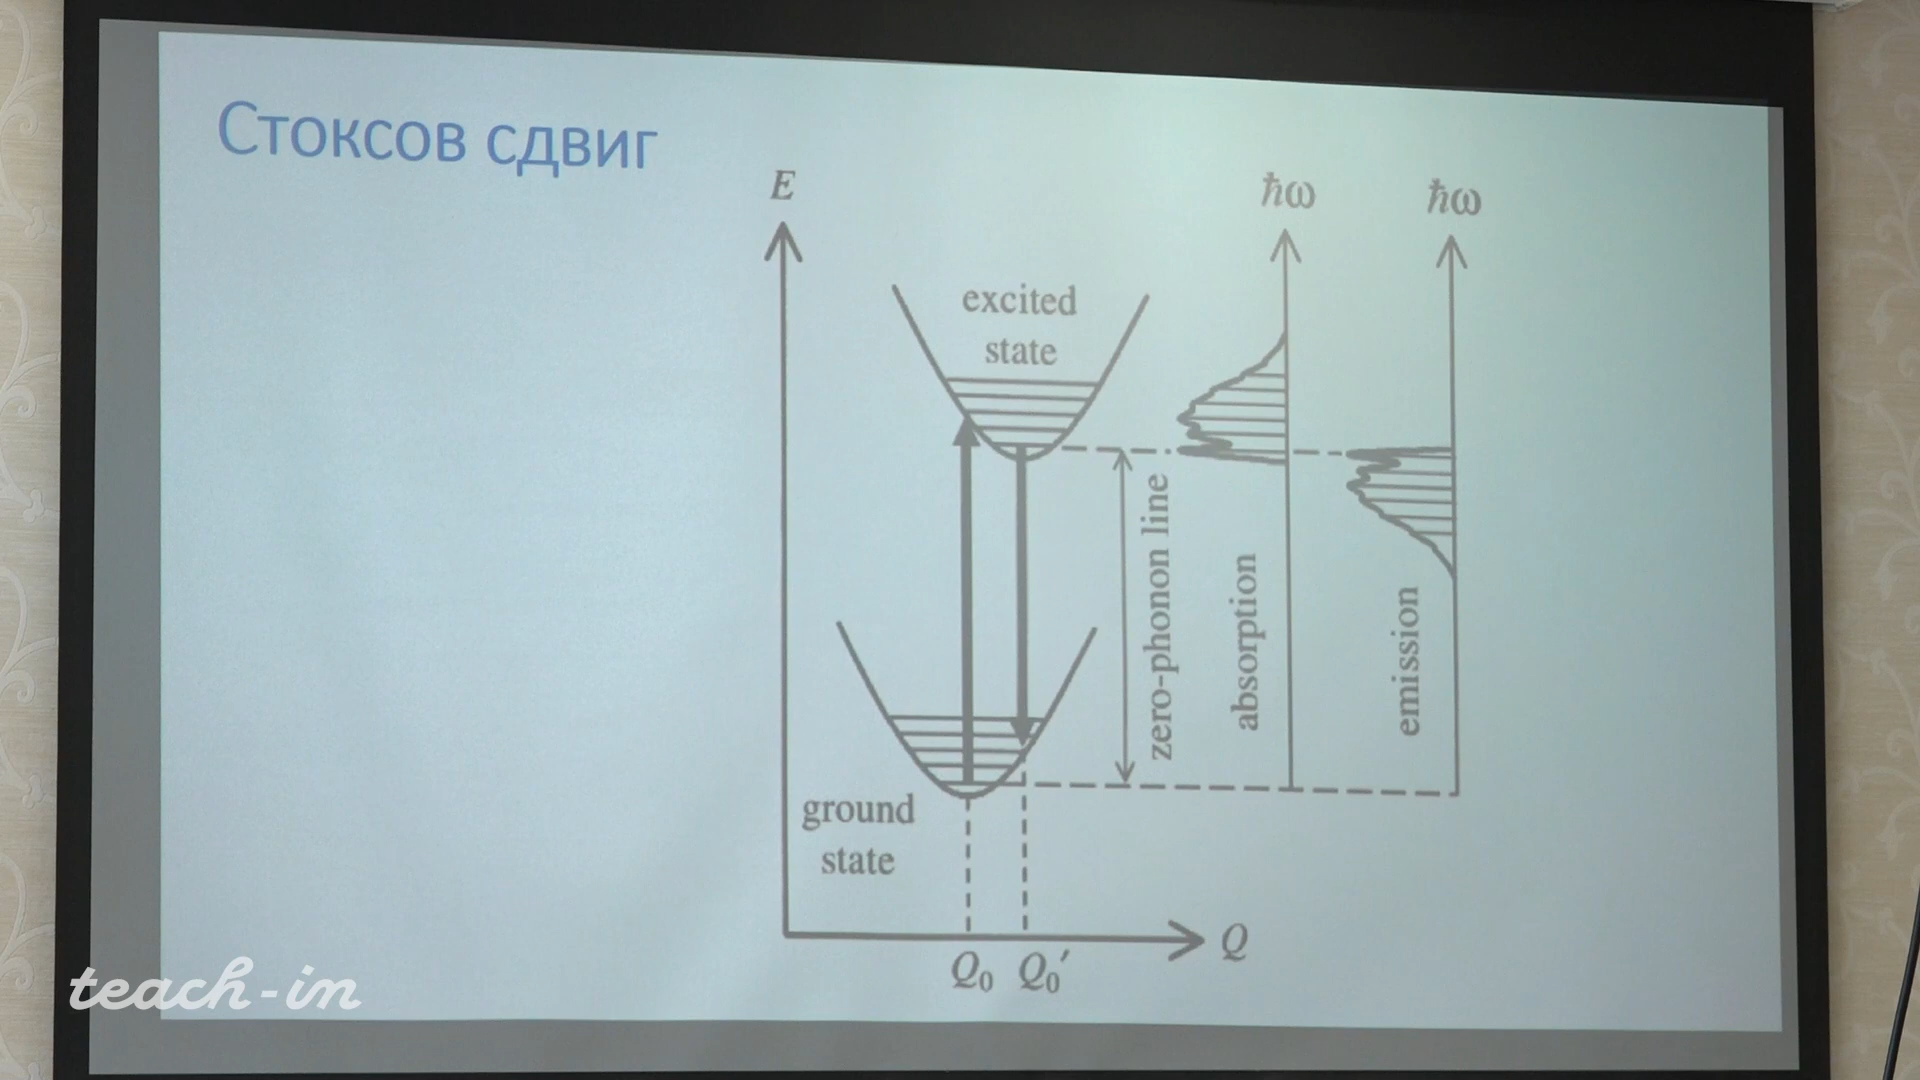 Стоксов сдвиг
E
ħω
ħω
excited
state
zero-phonon line
absorption
emission
ground
state
Q
Q₀ Q₀′
teach-in